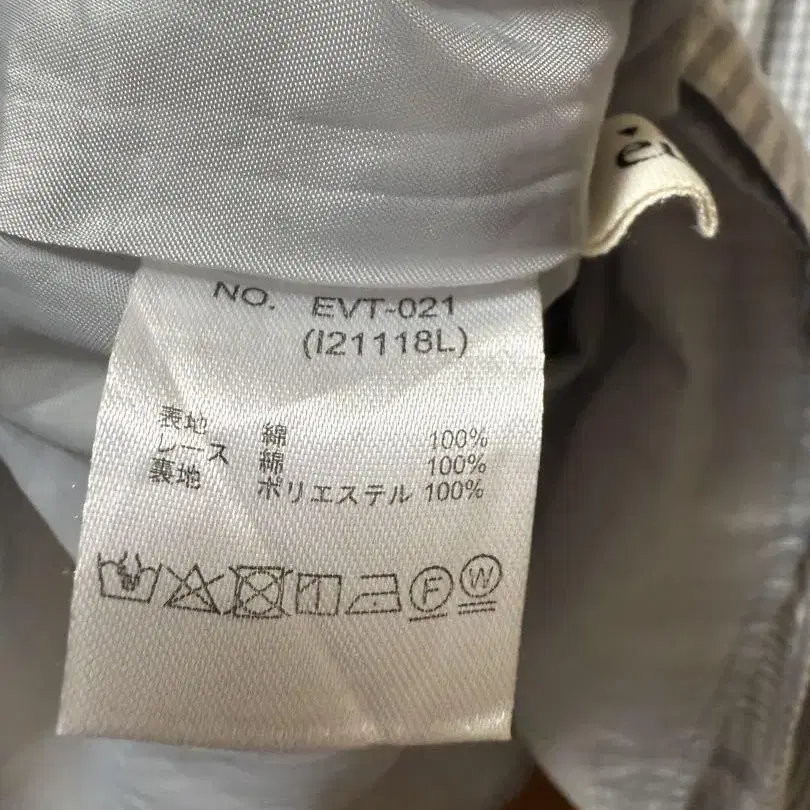 NO. EVT-021
(I21118L)
表地 綿 100%
レース 綿 100%
裏地 ポリエステル 100%
F W